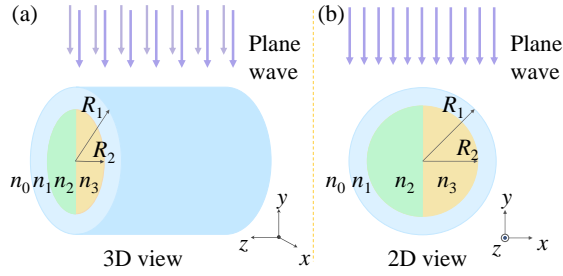 (a)
Plane
wave
R1
R2
n0 n1 n2 n3
y
z
x
3D view
(b)
Plane
wave
R1
R2
n0 n1 n2 n3
y
z
x
2D view